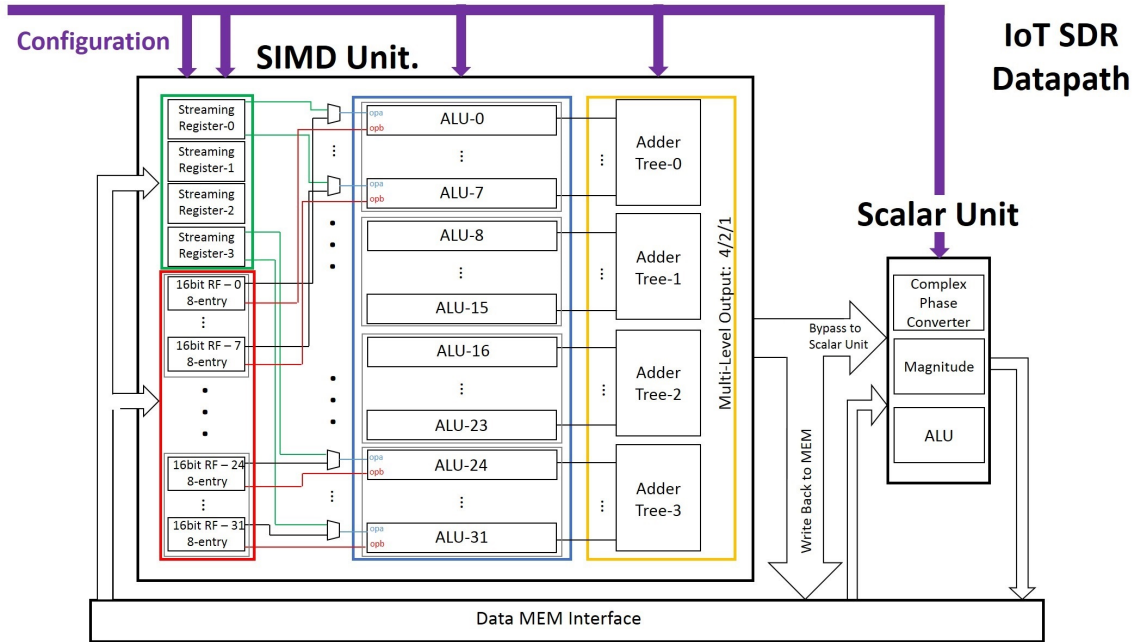 Configuration
SIMD Unit.
IoT SDR
Datapath
Streaming
Register-0
Streaming
Register-1
Streaming
Register-2
Streaming
Register-3
16bit RF – 0
8-entry
⋯
16bit RF – 7
8-entry
16bit RF – 24
8-entry
⋯
16bit RF – 31
8-entry
opa
opb
opa
opb
opa
opb
opa
opb
ALU-0
ALU-7
ALU-8
ALU-15
ALU-16
ALU-23
ALU-24
ALU-31
Adder
Tree-0
Adder
Tree-1
Adder
Tree-2
Adder
Tree-3
Multi-Level Output: 4/2/1
Bypass to
Scalar Unit
Write Back to MEM
Scalar Unit
Complex
Phase
Converter
Magnitude
ALU
Data MEM Interface